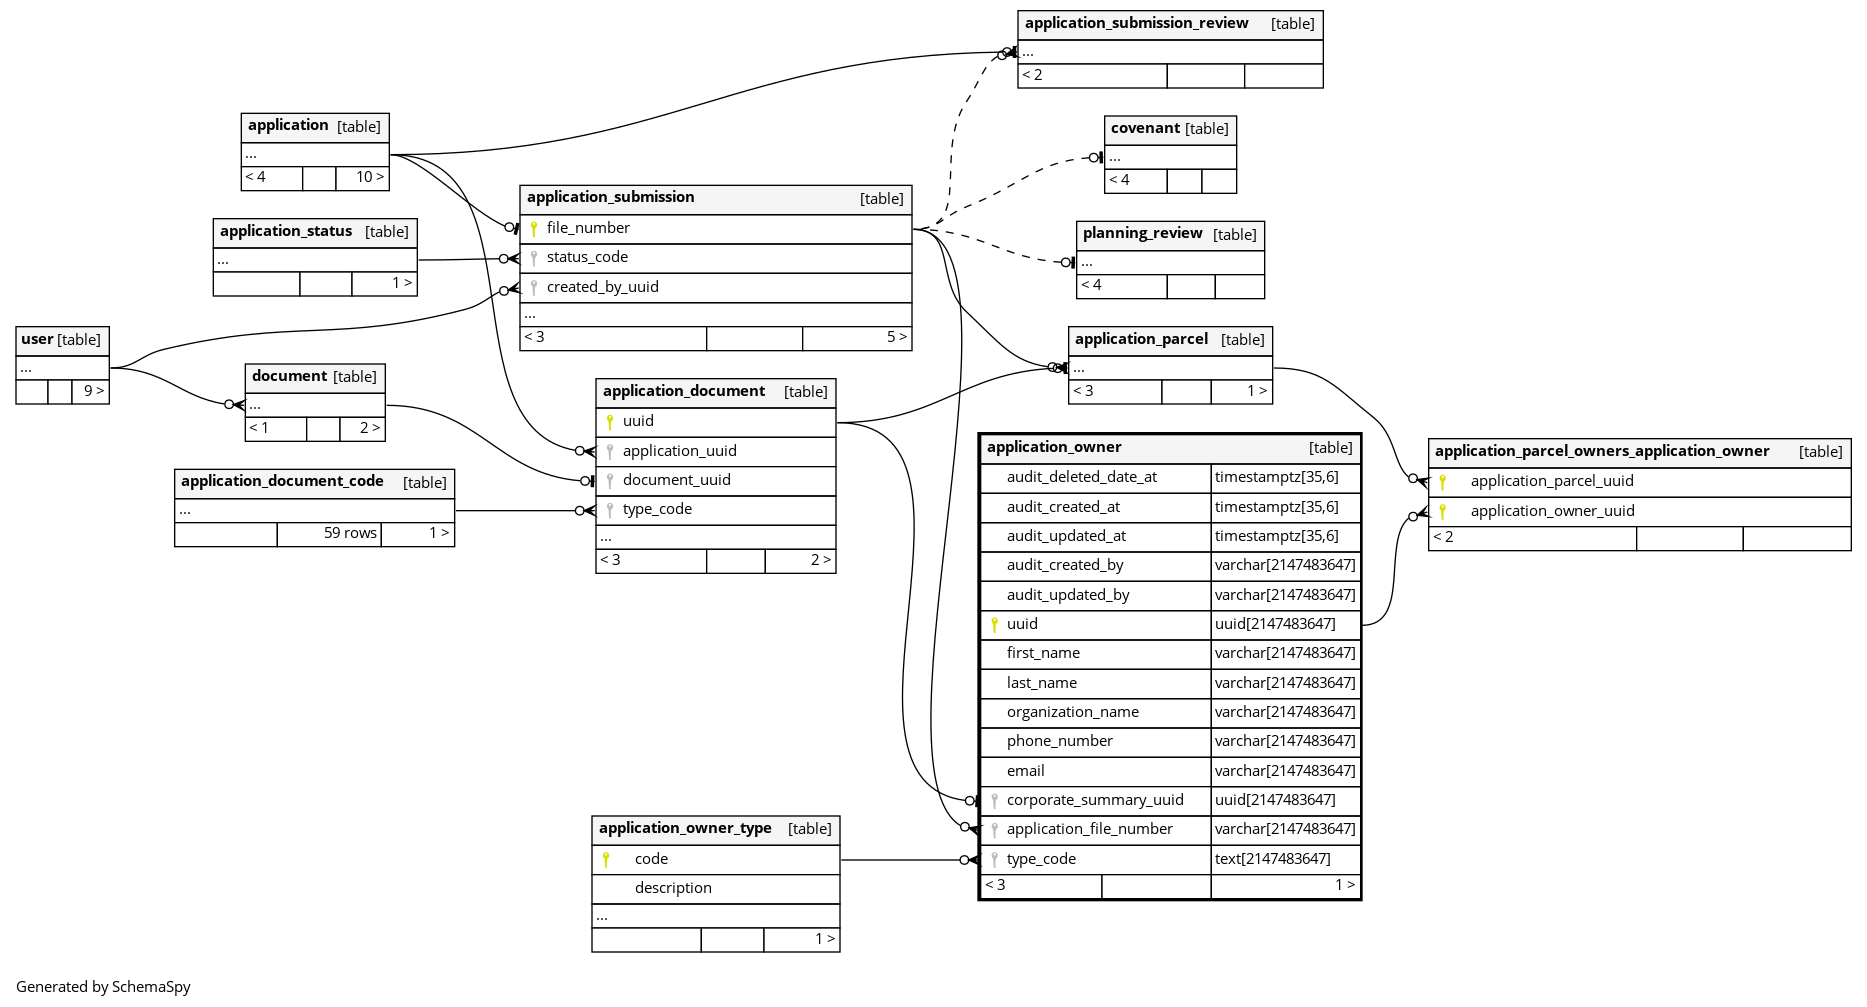 application_submission_review [table]
...
< 2
application [table]
...
< 4 10 >
covenant [table]
...
< 4
application_submission [table]
file_number
status_code
created_by_uuid
...
< 3 5 >
application_status [table]
...
1 >
planning_review [table]
...
< 4
user [table]
...
9 >
application_parcel [table]
...
< 3 1 >
document [table]
...
< 1 2 >
application_document [table]
uuid
application_uuid
document_uuid
type_code
...
< 3 2 >
application_document_code [table]
...
59 rows 1 >
application_owner [table]
audit_deleted_date_at timestamptz[35,6]
audit_created_at timestamptz[35,6]
audit_updated_at timestamptz[35,6]
audit_created_by varchar[2147483647]
audit_updated_by varchar[2147483647]
uuid uuid[2147483647]
first_name varchar[2147483647]
last_name varchar[2147483647]
organization_name varchar[2147483647]
phone_number varchar[2147483647]
email varchar[2147483647]
corporate_summary_uuid uuid[2147483647]
application_file_number varchar[2147483647]
type_code text[2147483647]
< 3 1 >
application_parcel_owners_application_owner [table]
application_parcel_uuid
application_owner_uuid
< 2
application_owner_type [table]
code
description
...
1 >
Generated by SchemaSpy